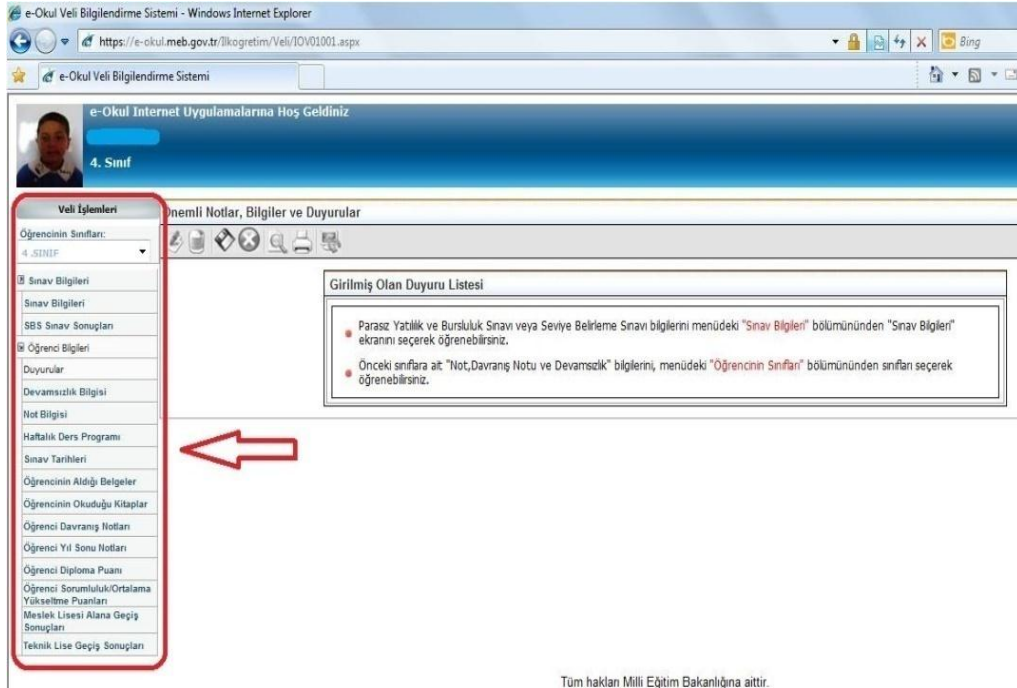 e-Okul Veli Bilgilendirme Sistemi - Windows Internet Explorer
https://e-okul.meb.gov.tr/Ilkogretim/Veli/IOV01001.aspx
Bing
e-Okul Veli Bilgilendirme Sistemi
e-Okul Internet Uygulamalarına Hoş Geldiniz
4. Sınıf
Veli İşlemleri
Öğrencinin Sınıfları:
4 .SINIF
Sınav Bilgileri
Sınav Bilgileri
SBS Sınav Sonuçları
Öğrenci Bilgileri
Duyurular
Devamsızlık Bilgisi
Not Bilgisi
Haftalık Ders Programı
Sınav Tarihleri
Öğrencinin Aldığı Belgeler
Öğrencinin Okuduğu Kitaplar
Öğrenci Davranış Notları
Öğrenci Yıl Sonu Notları
Öğrenci Diploma Puanı
Öğrenci Sorumluluk/Ortalama
Yükseltme Puanları
Meslek Lisesi Alana Geçiş
Sonuçları
Teknik Lise Geçiş Sonuçları
Önemli Notlar, Bilgiler ve Duyurular
Girilmiş Olan Duyuru Listesi
Parasız Yatılılık ve Bursluluk Sınavı veya Seviye Belirleme Sınavı bilgilerini menüdeki "Sınav Bilgileri" bölümününden "Sınav Bilgileri"
ekranını seçerek öğrenebilirsiniz.
Önceki sınıflara ait "Not,Davranış Notu ve Devamsızlık" bilgilerini, menüdeki "Öğrencinin Sınıfları" bölümününden sınıfları seçerek
öğrenebilirsiniz.
Tüm hakları Milli Eğitim Bakanlığına aittir.